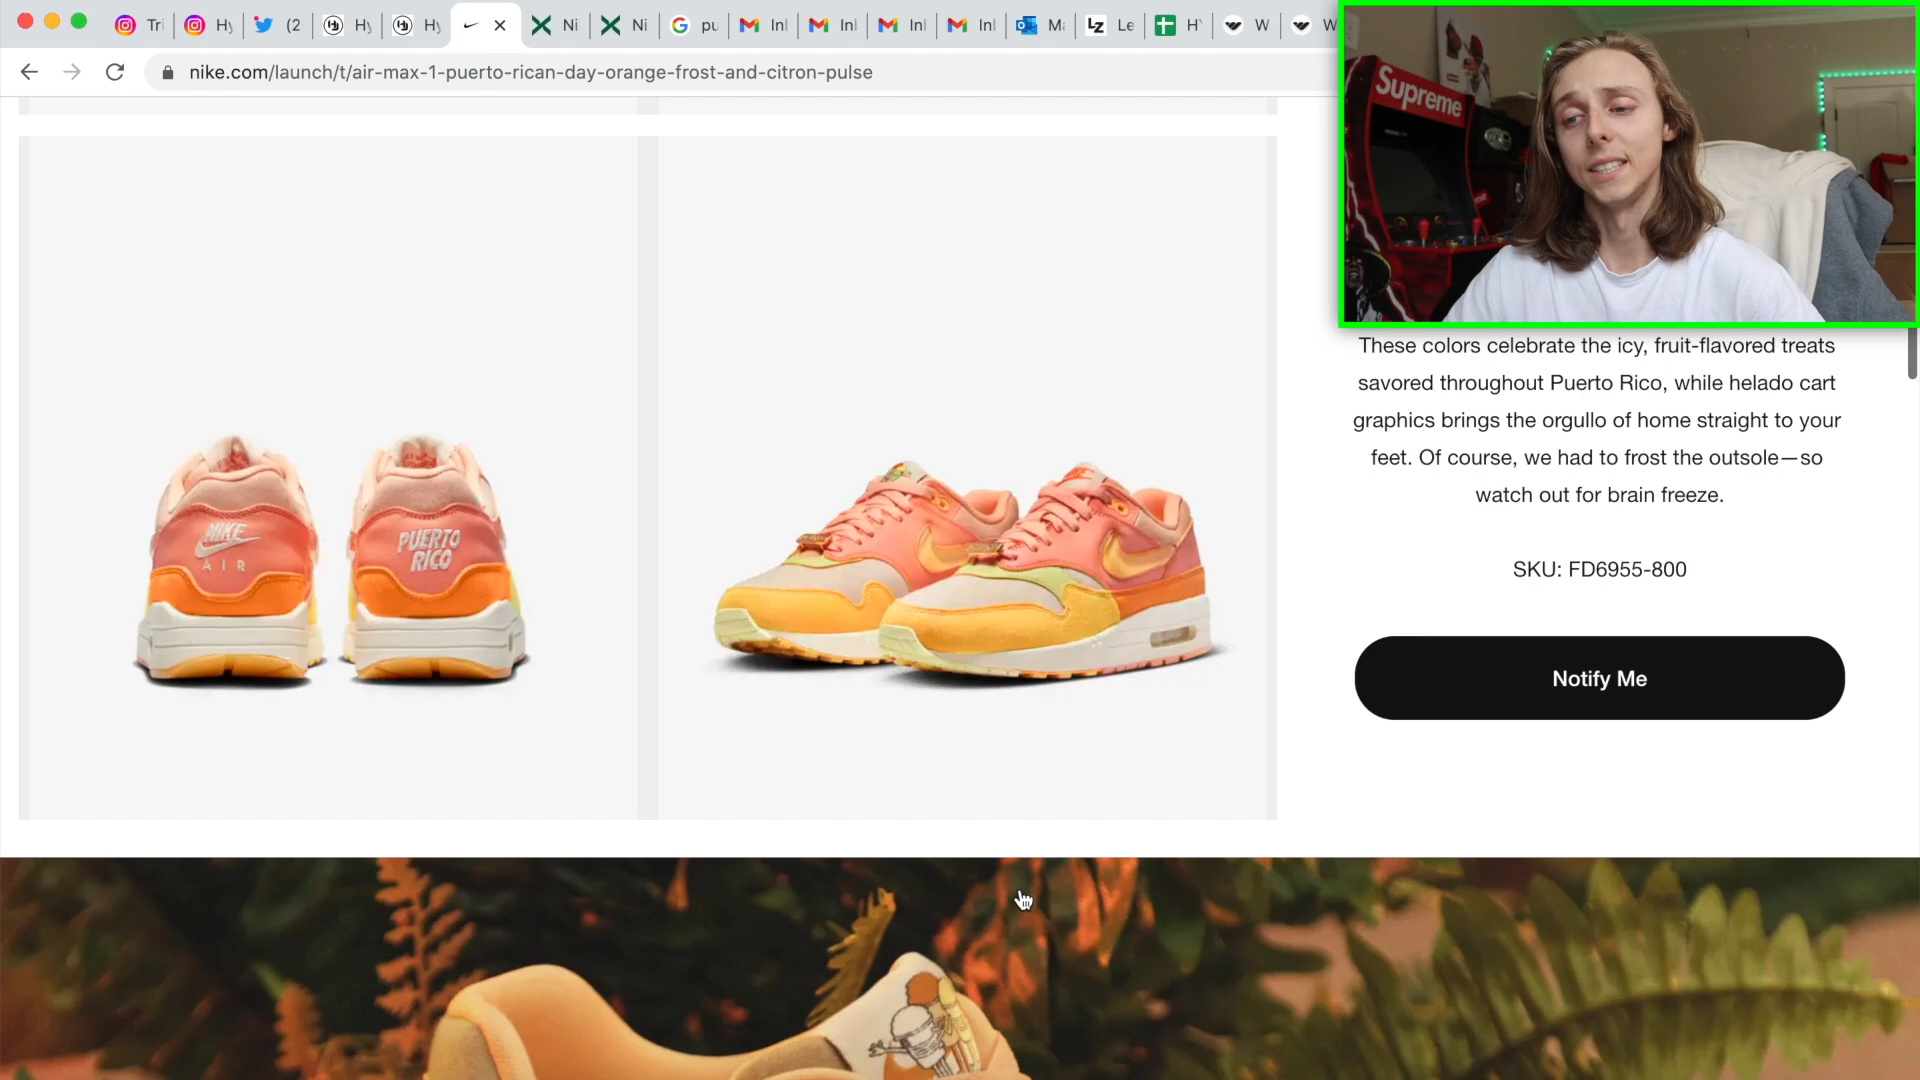 Tri
Hy
(2
Hy
Hy
Ni
Ni
pu
Inl
Inl
Inl
Inl
Ma
Le
H'
W
W
nike.com/launch/t/air-max-1-puerto-rican-day-orange-frost-and-citron-pulse
Supreme
These colors celebrate the icy, fruit-flavored treats
savored throughout Puerto Rico, while helado cart
graphics brings the orgullo of home straight to your
feet. Of course, we had to frost the outsole—so
watch out for brain freeze.
SKU: FD6955-800
Notify Me
NIKE
AIR
PUERTO
RICO